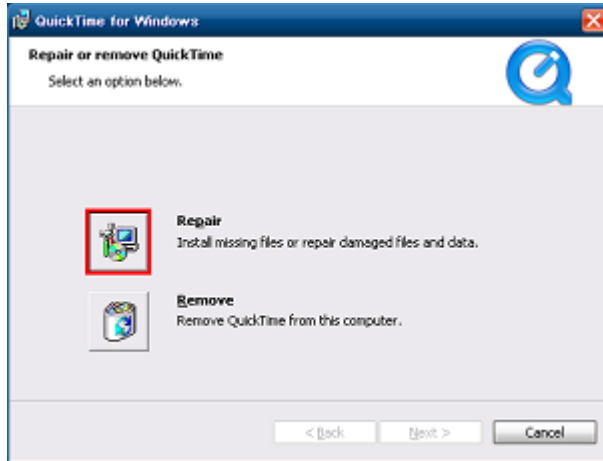 QuickTime for Windows
Repair or remove QuickTime
Select an option below.
Repair
Install missing files or repair damaged files and data.
Remove
Remove QuickTime from this computer.
< Back Next > Cancel